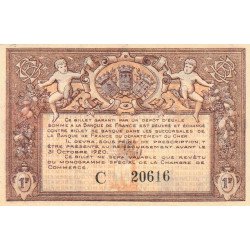 CE BILLET GARANTI PAR UN DÉPÔT D'ÉGALE
SOMME A LA BANQUE DE FRANCE EST REÇU ET ÉCHANGÉ
CONTRE BILLET DE BANQUE DANS LES SUCCURSALES DE
LA BANQUE DE FRANCE DU DÉPARTEMENT DU CHER
IL DEVRA, SOUS PEINE DE PRESCRIPTION, Y
ÊTRE PRÉSENTÉ AU REMBOURSEMENT AVANT LE
31 OCTOBRE 1920.
CE BILLET NE SERA VALABLE QUE REVÊTU
DU MONOGRAMME SPÉCIAL DE LA CHAMBRE DE
COMMERCE
1F C 20616 1F